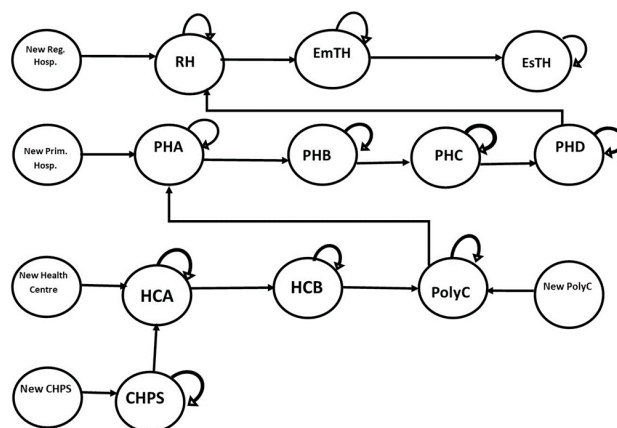 New Reg.
Hosp.
RH
EmTH
EsTH
New Prim.
Hosp.
PHA
PHB
PHC
PHD
New Health
Centre
HCA
HCB
PolyC
New PolyC
New CHPS
CHPS